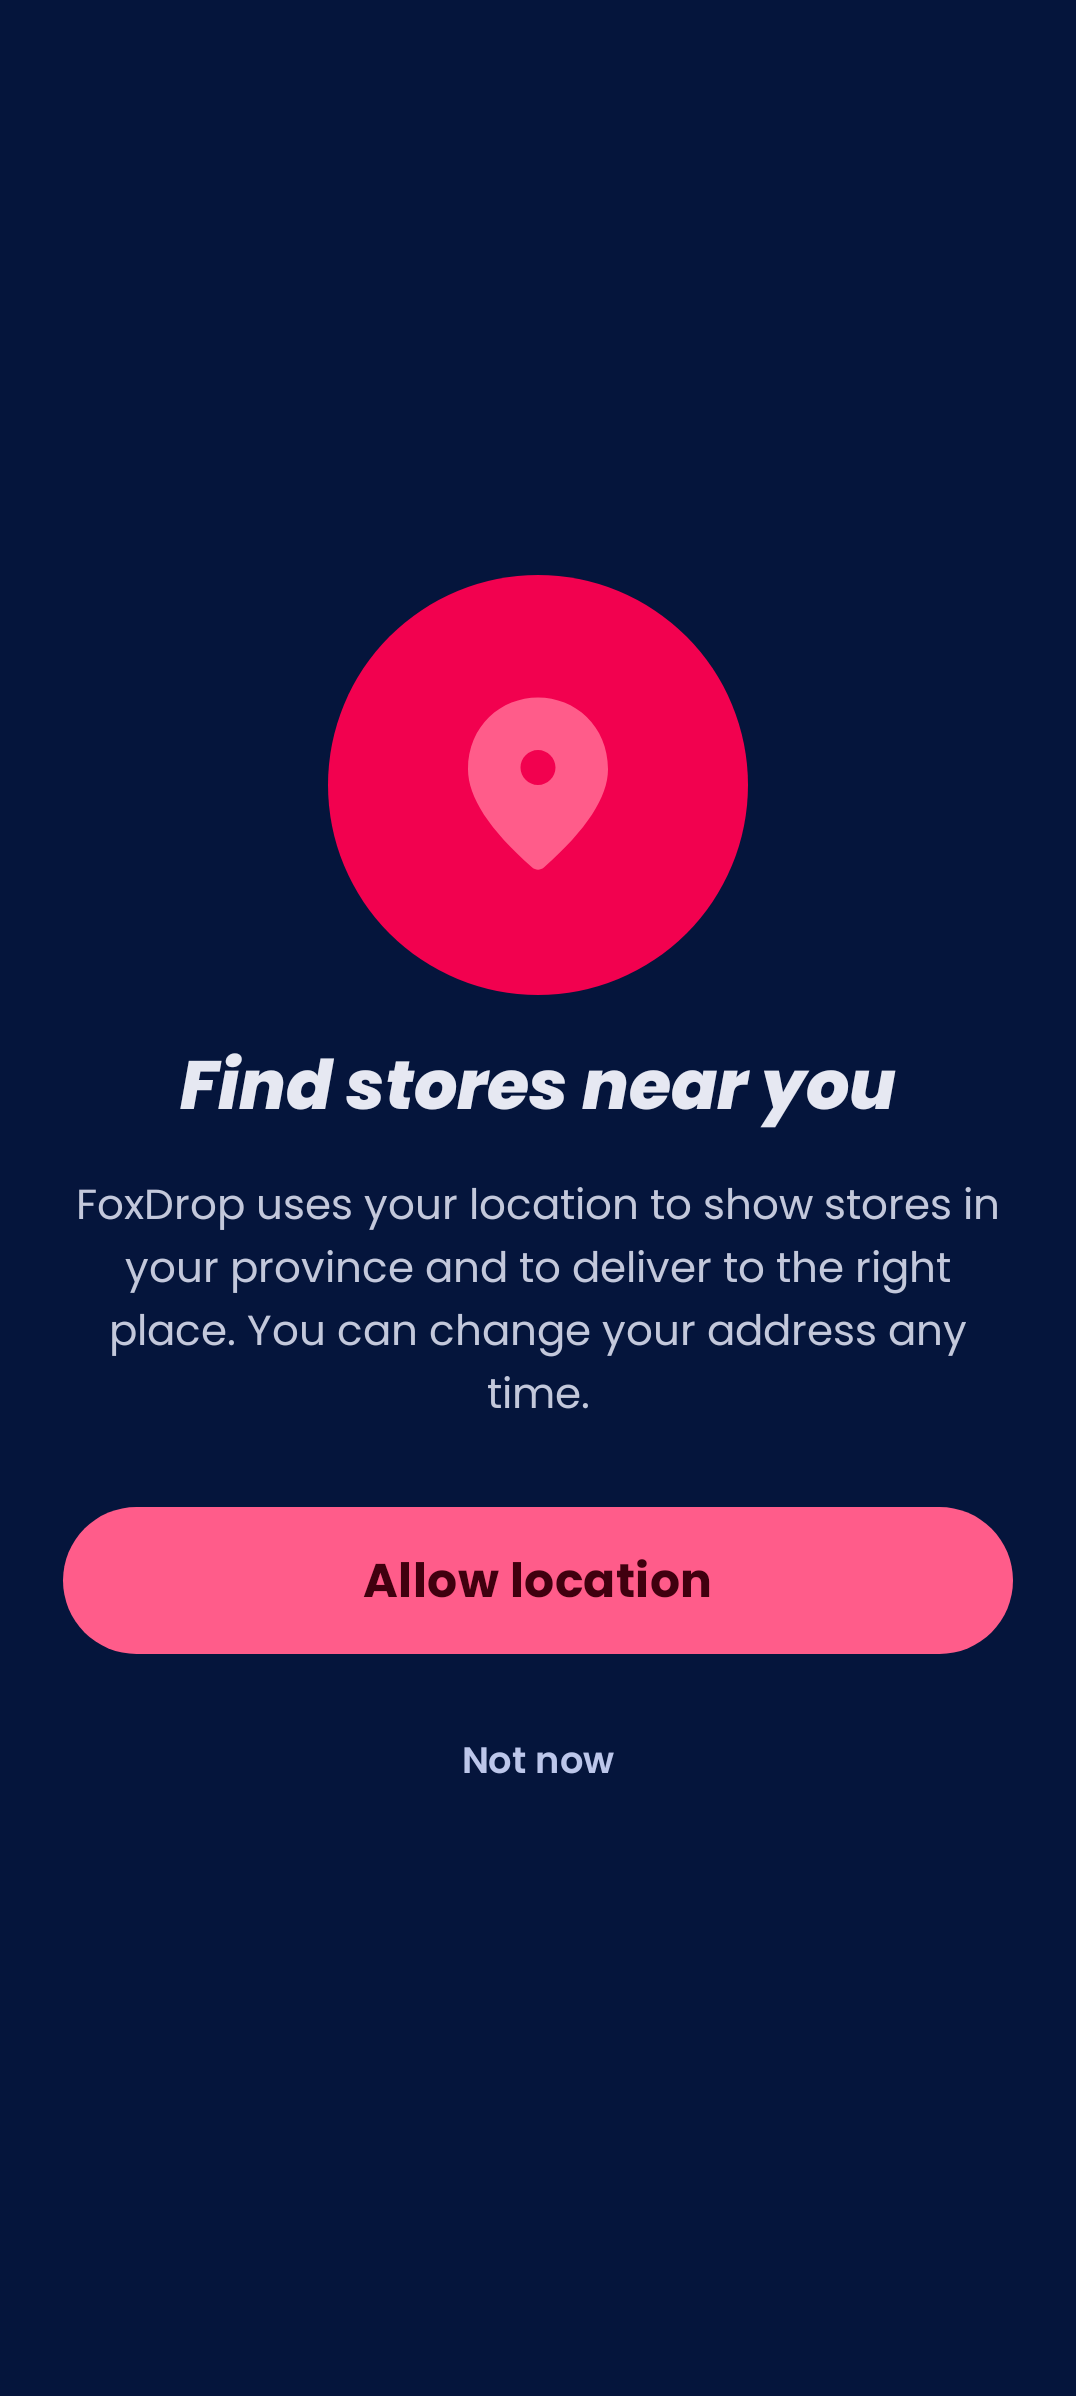 Find stores near you
FoxDrop uses your location to show stores in
your province and to deliver to the right
place. You can change your address any
time.
Allow location
Not now